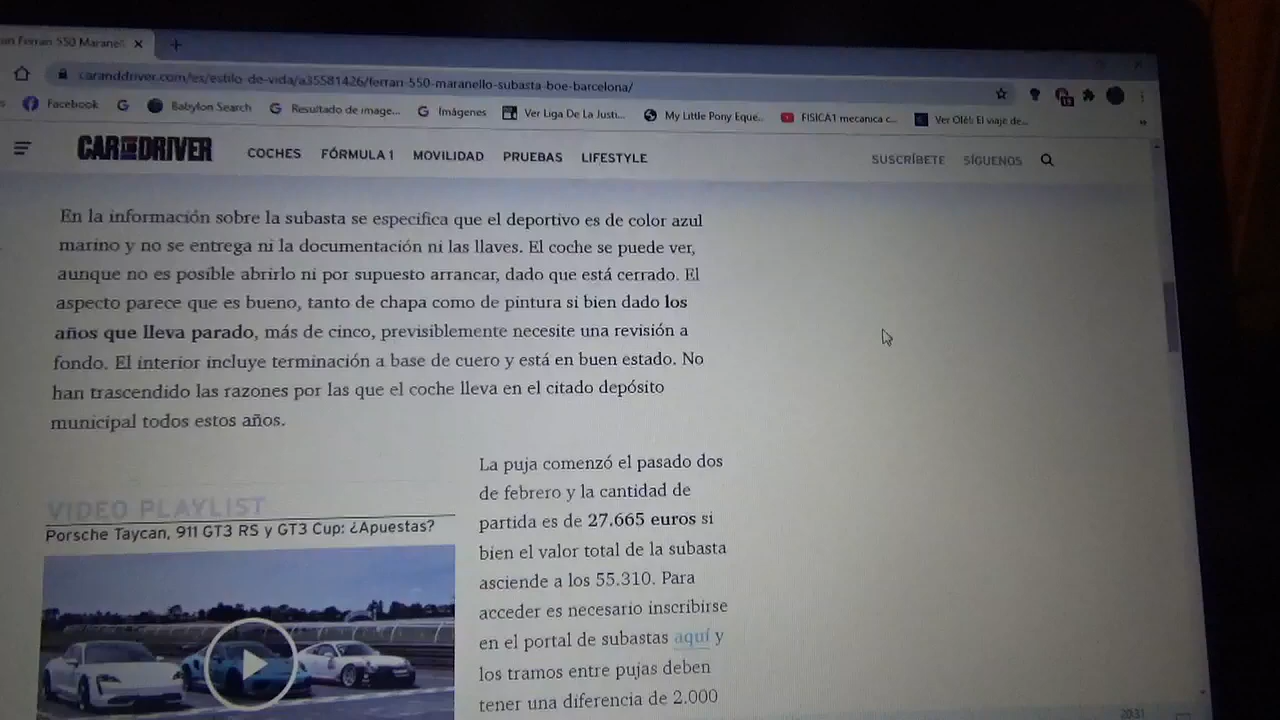 Ferrari 550 Maranell
caranddriver.com/es/estilo-de-vida/a35581426/ferrari-550-maranello-subasta-boe-barcelona/
Facebook
Babylon Search
Resultado de image...
Imágenes
Ver Liga De La Justi...
My Little Pony Eque...
FISICA1 mecanica c...
Ver Olé!: El viaje de...
CAR AND DRIVER
COCHES FÓRMULA 1 MOVILIDAD PRUEBAS LIFESTYLE
SUSCRÍBETE SÍGUENOS
En la información sobre la subasta se especifica que el deportivo es de color azul
marino y no se entrega ni la documentación ni las llaves. El coche se puede ver,
aunque no es posible abrirlo ni por supuesto arrancar, dado que está cerrado. El
aspecto parece que es bueno, tanto de chapa como de pintura si bien dado los
años que lleva parado, más de cinco, previsiblemente necesite una revisión a
fondo. El interior incluye terminación a base de cuero y está en buen estado. No
han trascendido las razones por las que el coche lleva en el citado depósito
municipal todos estos años.
VIDEO PLAYLIST
Porsche Taycan, 911 GT3 RS y GT3 Cup: ¿Apuestas?
La puja comenzó el pasado dos
de febrero y la cantidad de
partida es de 27.665 euros si
bien el valor total de la subasta
asciende a los 55.310. Para
acceder es necesario inscribirse
en el portal de subastas aquí y
los tramos entre pujas deben
tener una diferencia de 2.000
20:31